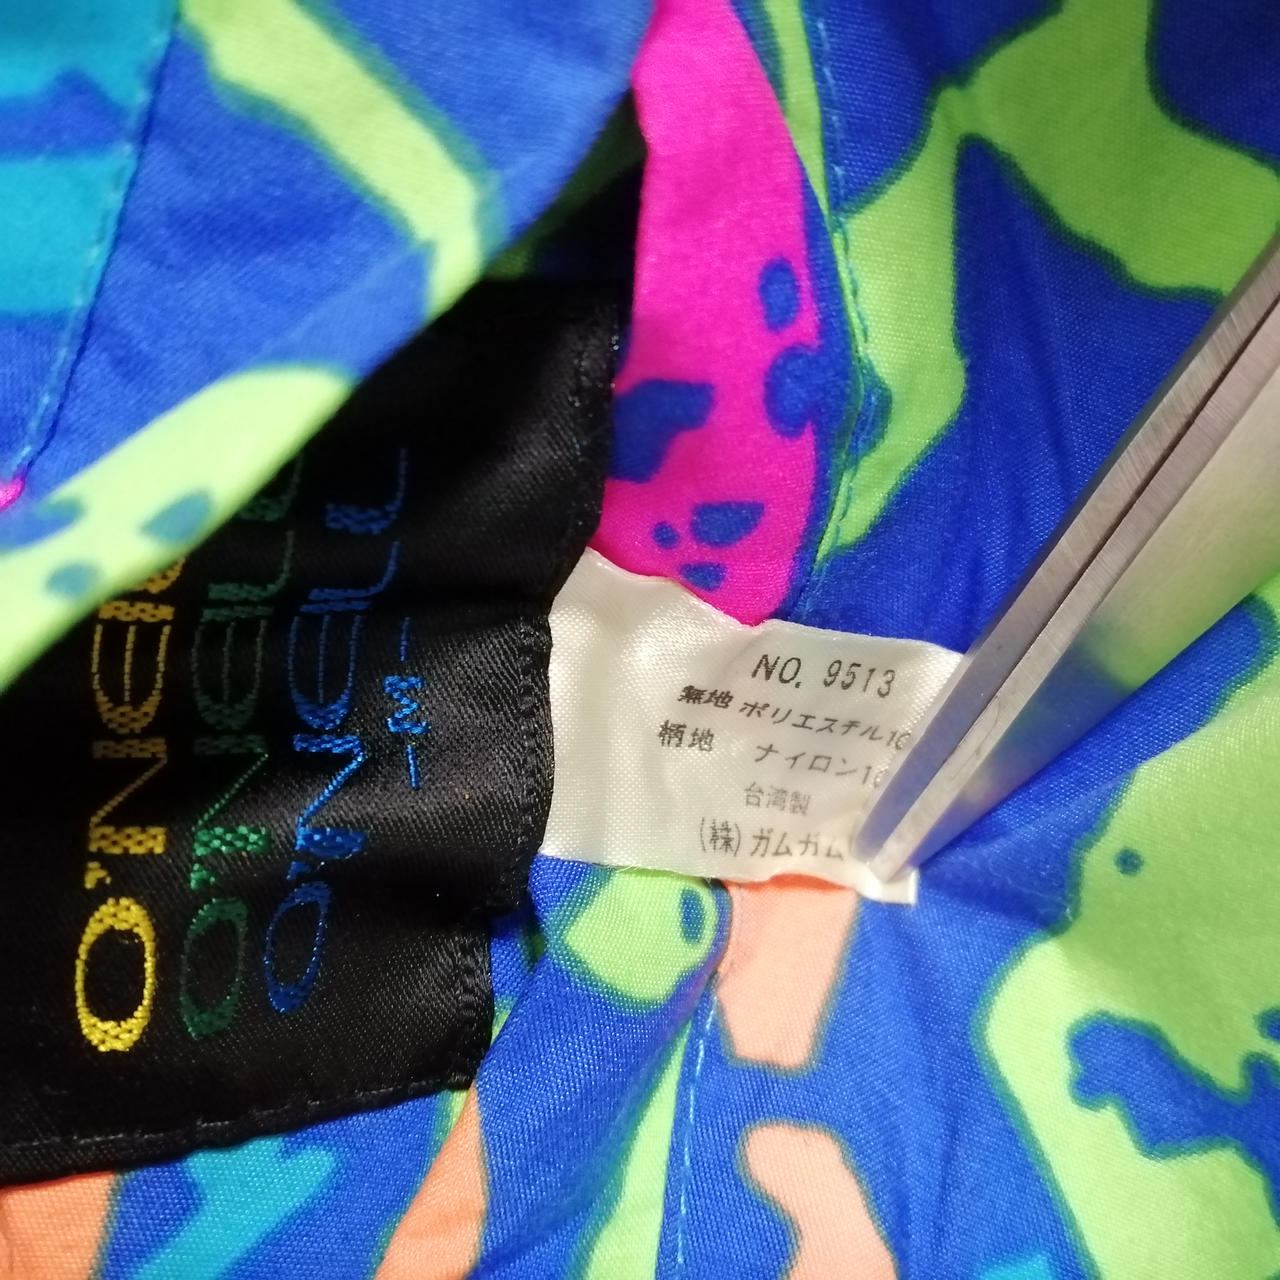 O'NEILL
O'NEILL
O'NEILL
-M-
NO. 9513
無地 ポリエステル10
柄地 ナイロン10
台湾製
(株)ガムガム